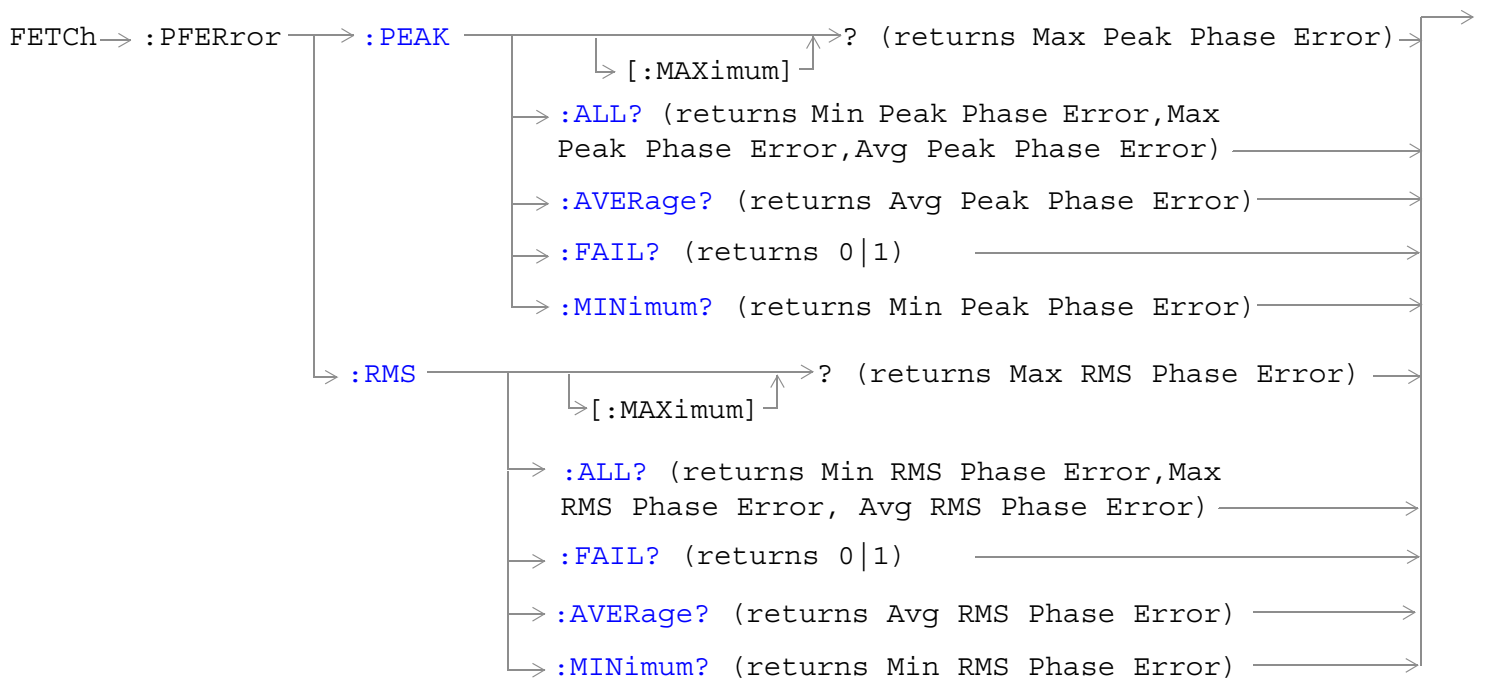 FETCh :PFERror :PEAK ? (returns Max Peak Phase Error)
[:MAXimum]
:ALL? (returns Min Peak Phase Error,Max
Peak Phase Error,Avg Peak Phase Error)
:AVERage? (returns Avg Peak Phase Error)
:FAIL? (returns 0|1)
:MINimum? (returns Min Peak Phase Error)
:RMS ? (returns Max RMS Phase Error)
[:MAXimum]
:ALL? (returns Min RMS Phase Error,Max
RMS Phase Error, Avg RMS Phase Error)
:FAIL? (returns 0|1)
:AVERage? (returns Avg RMS Phase Error)
:MINimum? (returns Min RMS Phase Error)